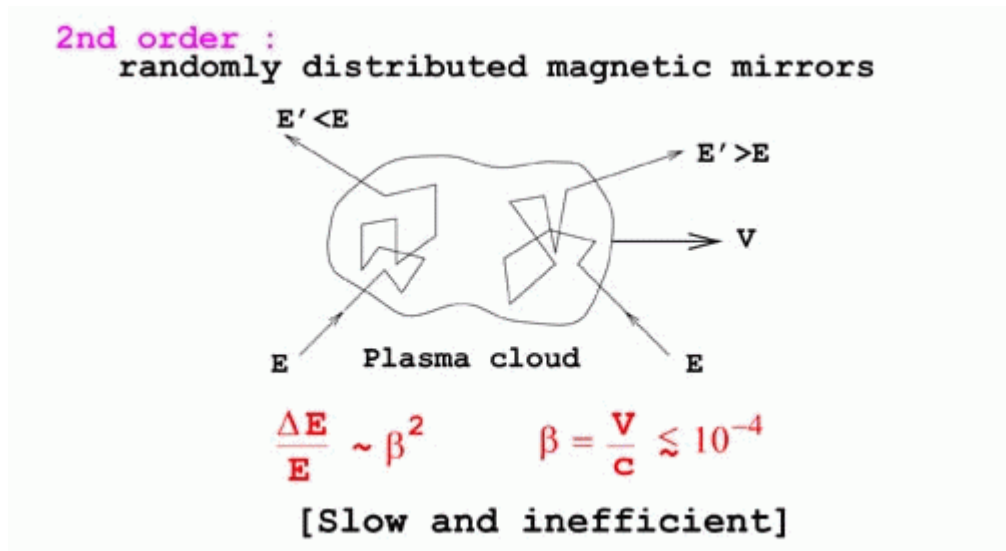 2nd order :
randomly distributed magnetic mirrors
E'<E
E'>E
V
E
Plasma cloud
E
ΔE/E ~ β²
β = V/c ≲ 10⁻⁴
[Slow and inefficient]